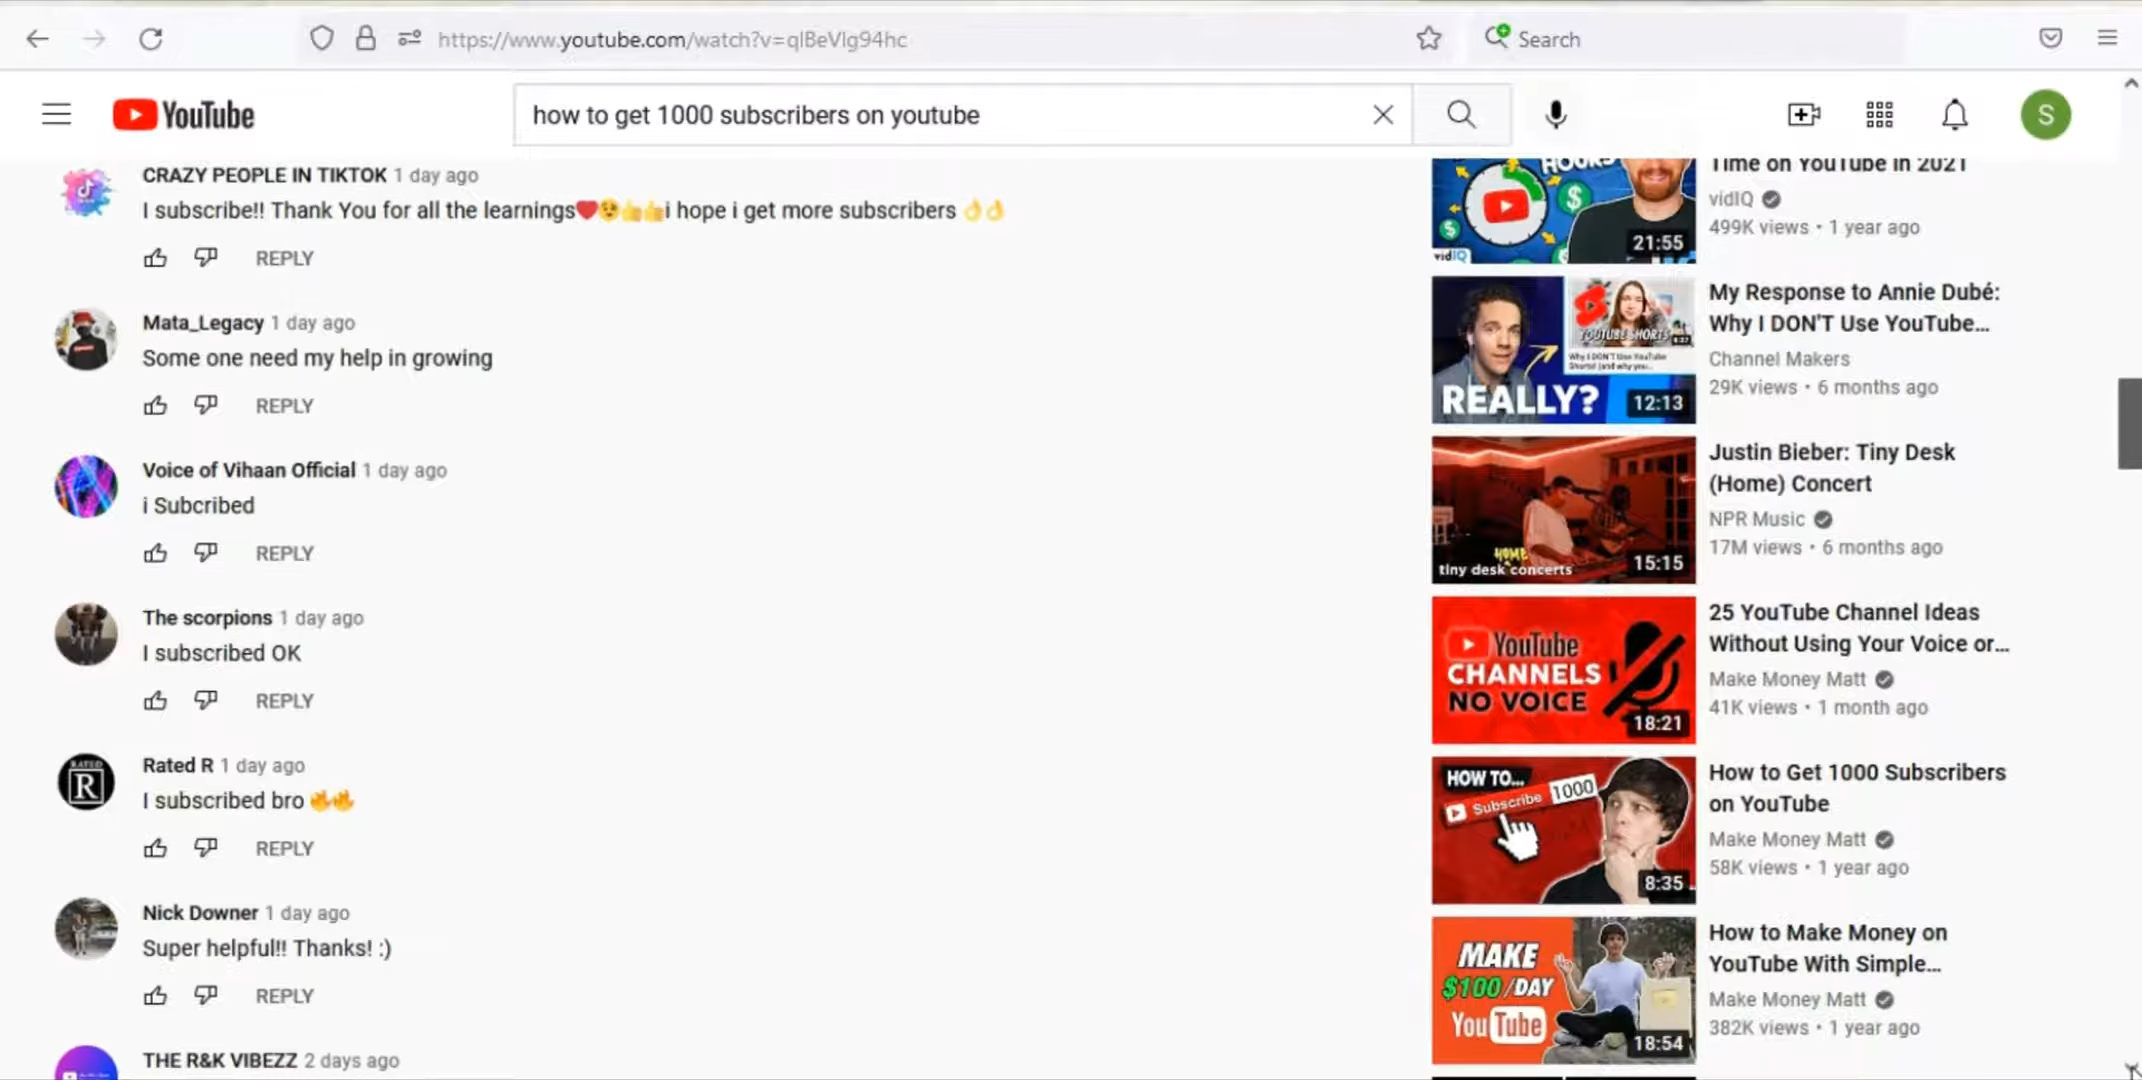 https://www.youtube.com/watch?v=qlBeVlg94hc
Search
YouTube
how to get 1000 subscribers on youtube
S
CRAZY PEOPLE IN TIKTOK 1 day ago
I subscribe!! Thank You for all the learnings❤️😉👍👍i hope i get more subscribers 👌👌
REPLY
Mata_Legacy 1 day ago
Some one need my help in growing
REPLY
Voice of Vihaan Official 1 day ago
i Subcribed
REPLY
The scorpions 1 day ago
I subscribed OK
REPLY
RATED
R
Rated R 1 day ago
I subscribed bro 🔥🔥
REPLY
Nick Downer 1 day ago
Super helpful!! Thanks! :)
REPLY
THE R&K VIBEZZ 2 days ago
HOURS
vidIQ
21:55
Time on YouTube in 2021
vidIQ
499K views • 1 year ago
YOUTUBE SHORTS
8:37
Why I DON'T Use YouTube
Shorts! (and why you...
REALLY?
12:13
My Response to Annie Dubé:
Why I DON'T Use YouTube...
Channel Makers
29K views • 6 months ago
HOME
tiny desk concerts
15:15
Justin Bieber: Tiny Desk
(Home) Concert
NPR Music
17M views • 6 months ago
YouTube
CHANNELS
NO VOICE
18:21
25 YouTube Channel Ideas
Without Using Your Voice or...
Make Money Matt
41K views • 1 month ago
HOW TO...
Subscribe 1000
8:35
How to Get 1000 Subscribers
on YouTube
Make Money Matt
58K views • 1 year ago
MAKE
$100/DAY
YouTube
18:54
How to Make Money on
YouTube With Simple...
Make Money Matt
382K views • 1 year ago